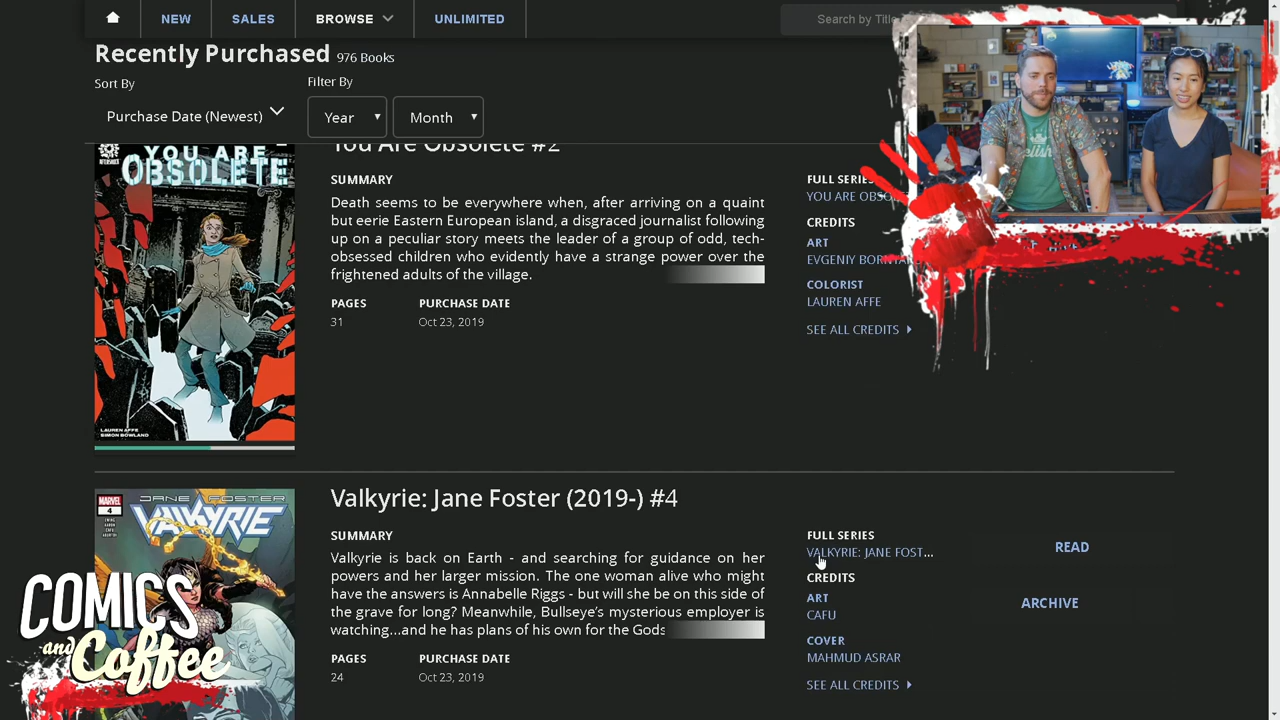 NEW
SALES
BROWSE
UNLIMITED
Search by Title
Recently Purchased 976 Books
Sort By
Filter By
Purchase Date (Newest)
Year
Month
YOU ARE
OBSOLETE
AFTERSHOCK
LAUREN AFFE
SIMON BOWLAND
You Are Obsolete #2
SUMMARY
Death seems to be everywhere when, after arriving on a quaint
but eerie Eastern European island, a disgraced journalist following
up on a peculiar story meets the leader of a group of odd, tech-
obsessed children who evidently have a strange power over the
frightened adults of the village.
PAGES
PURCHASE DATE
31
Oct 23, 2019
FULL SERIES
YOU ARE OBSO
CREDITS
ART
EVGENIY BORNYA
COLORIST
LAUREN AFFE
SEE ALL CREDITS
MARVEL
4
JANE FOSTER
VALKYRIE
Valkyrie: Jane Foster (2019-) #4
SUMMARY
Valkyrie is back on Earth - and searching for guidance on her
powers and her larger mission. The one woman alive who might
have the answers is Annabelle Riggs - but will she be on this side of
the grave for long? Meanwhile, Bullseye's mysterious employer is
watching...and he has plans of his own for the Gods
PAGES
PURCHASE DATE
24
Oct 23, 2019
FULL SERIES
VALKYRIE: JANE FOST...
CREDITS
ART
CAFU
COVER
MAHMUD ASRAR
SEE ALL CREDITS
READ
ARCHIVE
COMICS
and
Coffee